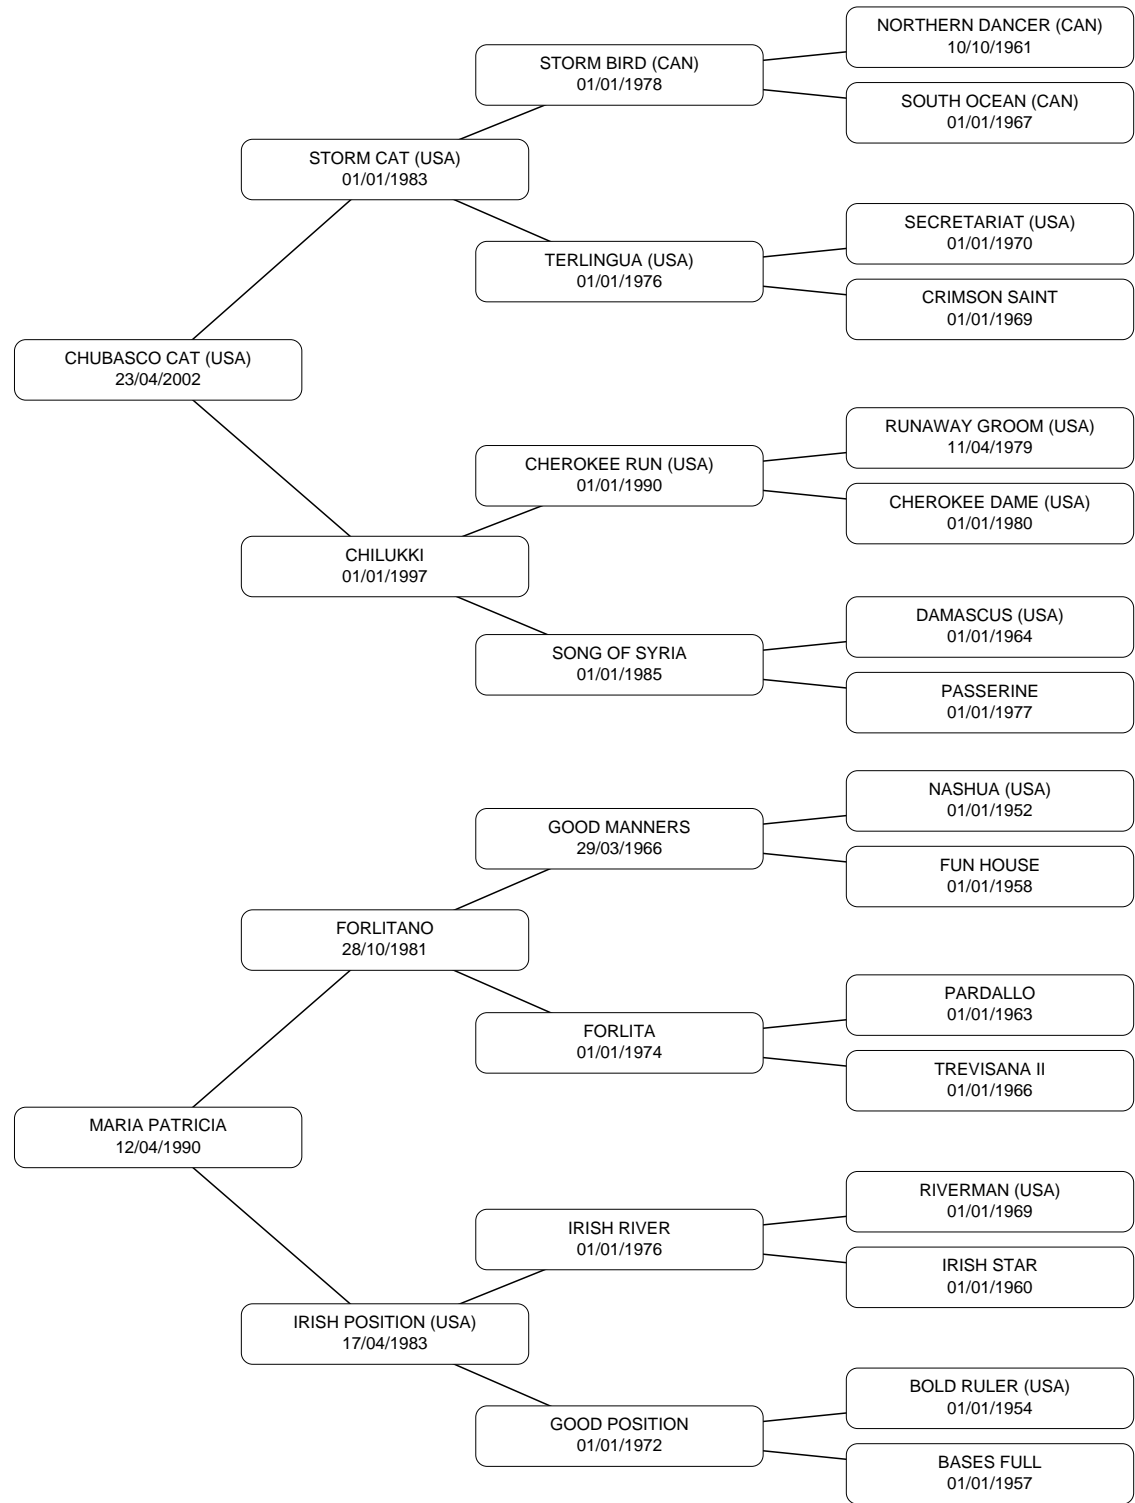 NORTHERN DANCER (CAN)
10/10/1961
STORM BIRD (CAN)
01/01/1978
SOUTH OCEAN (CAN)
01/01/1967
STORM CAT (USA)
01/01/1983
SECRETARIAT (USA)
01/01/1970
TERLINGUA (USA)
01/01/1976
CRIMSON SAINT
01/01/1969
CHUBASCO CAT (USA)
23/04/2002
RUNAWAY GROOM (USA)
11/04/1979
CHEROKEE RUN (USA)
01/01/1990
CHEROKEE DAME (USA)
01/01/1980
CHILUKKI
01/01/1997
DAMASCUS (USA)
01/01/1964
SONG OF SYRIA
01/01/1985
PASSERINE
01/01/1977
NASHUA (USA)
01/01/1952
GOOD MANNERS
29/03/1966
FUN HOUSE
01/01/1958
FORLITANO
28/10/1981
PARDALLO
01/01/1963
FORLITA
01/01/1974
TREVISANA II
01/01/1966
MARIA PATRICIA
12/04/1990
RIVERMAN (USA)
01/01/1969
IRISH RIVER
01/01/1976
IRISH STAR
01/01/1960
IRISH POSITION (USA)
17/04/1983
BOLD RULER (USA)
01/01/1954
GOOD POSITION
01/01/1972
BASES FULL
01/01/1957